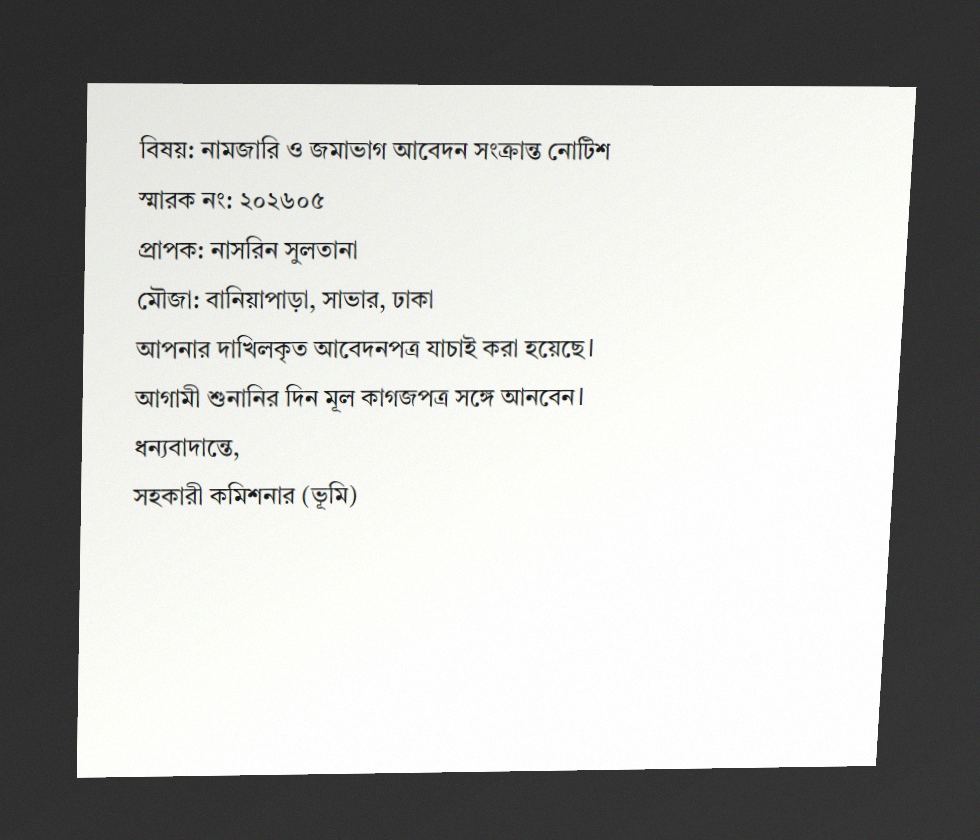 বিষয়: নামজারি ও জমাভাগ আবেদন সংক্রান্ত নোটিশ
স্মারক নং: ২০২৬০৫
প্রাপক: নাসরিন সুলতানা
মৌজা: বানিয়াপাড়া, সাভার, ঢাকা
আপনার দাখিলকৃত আবেদনপত্র যাচাই করা হয়েছে।
আগামী শুনানির দিন মূল কাগজপত্র সঙ্গে আনবেন।
ধন্যবাদান্তে,
সহকারী কমিশনার (ভূমি)